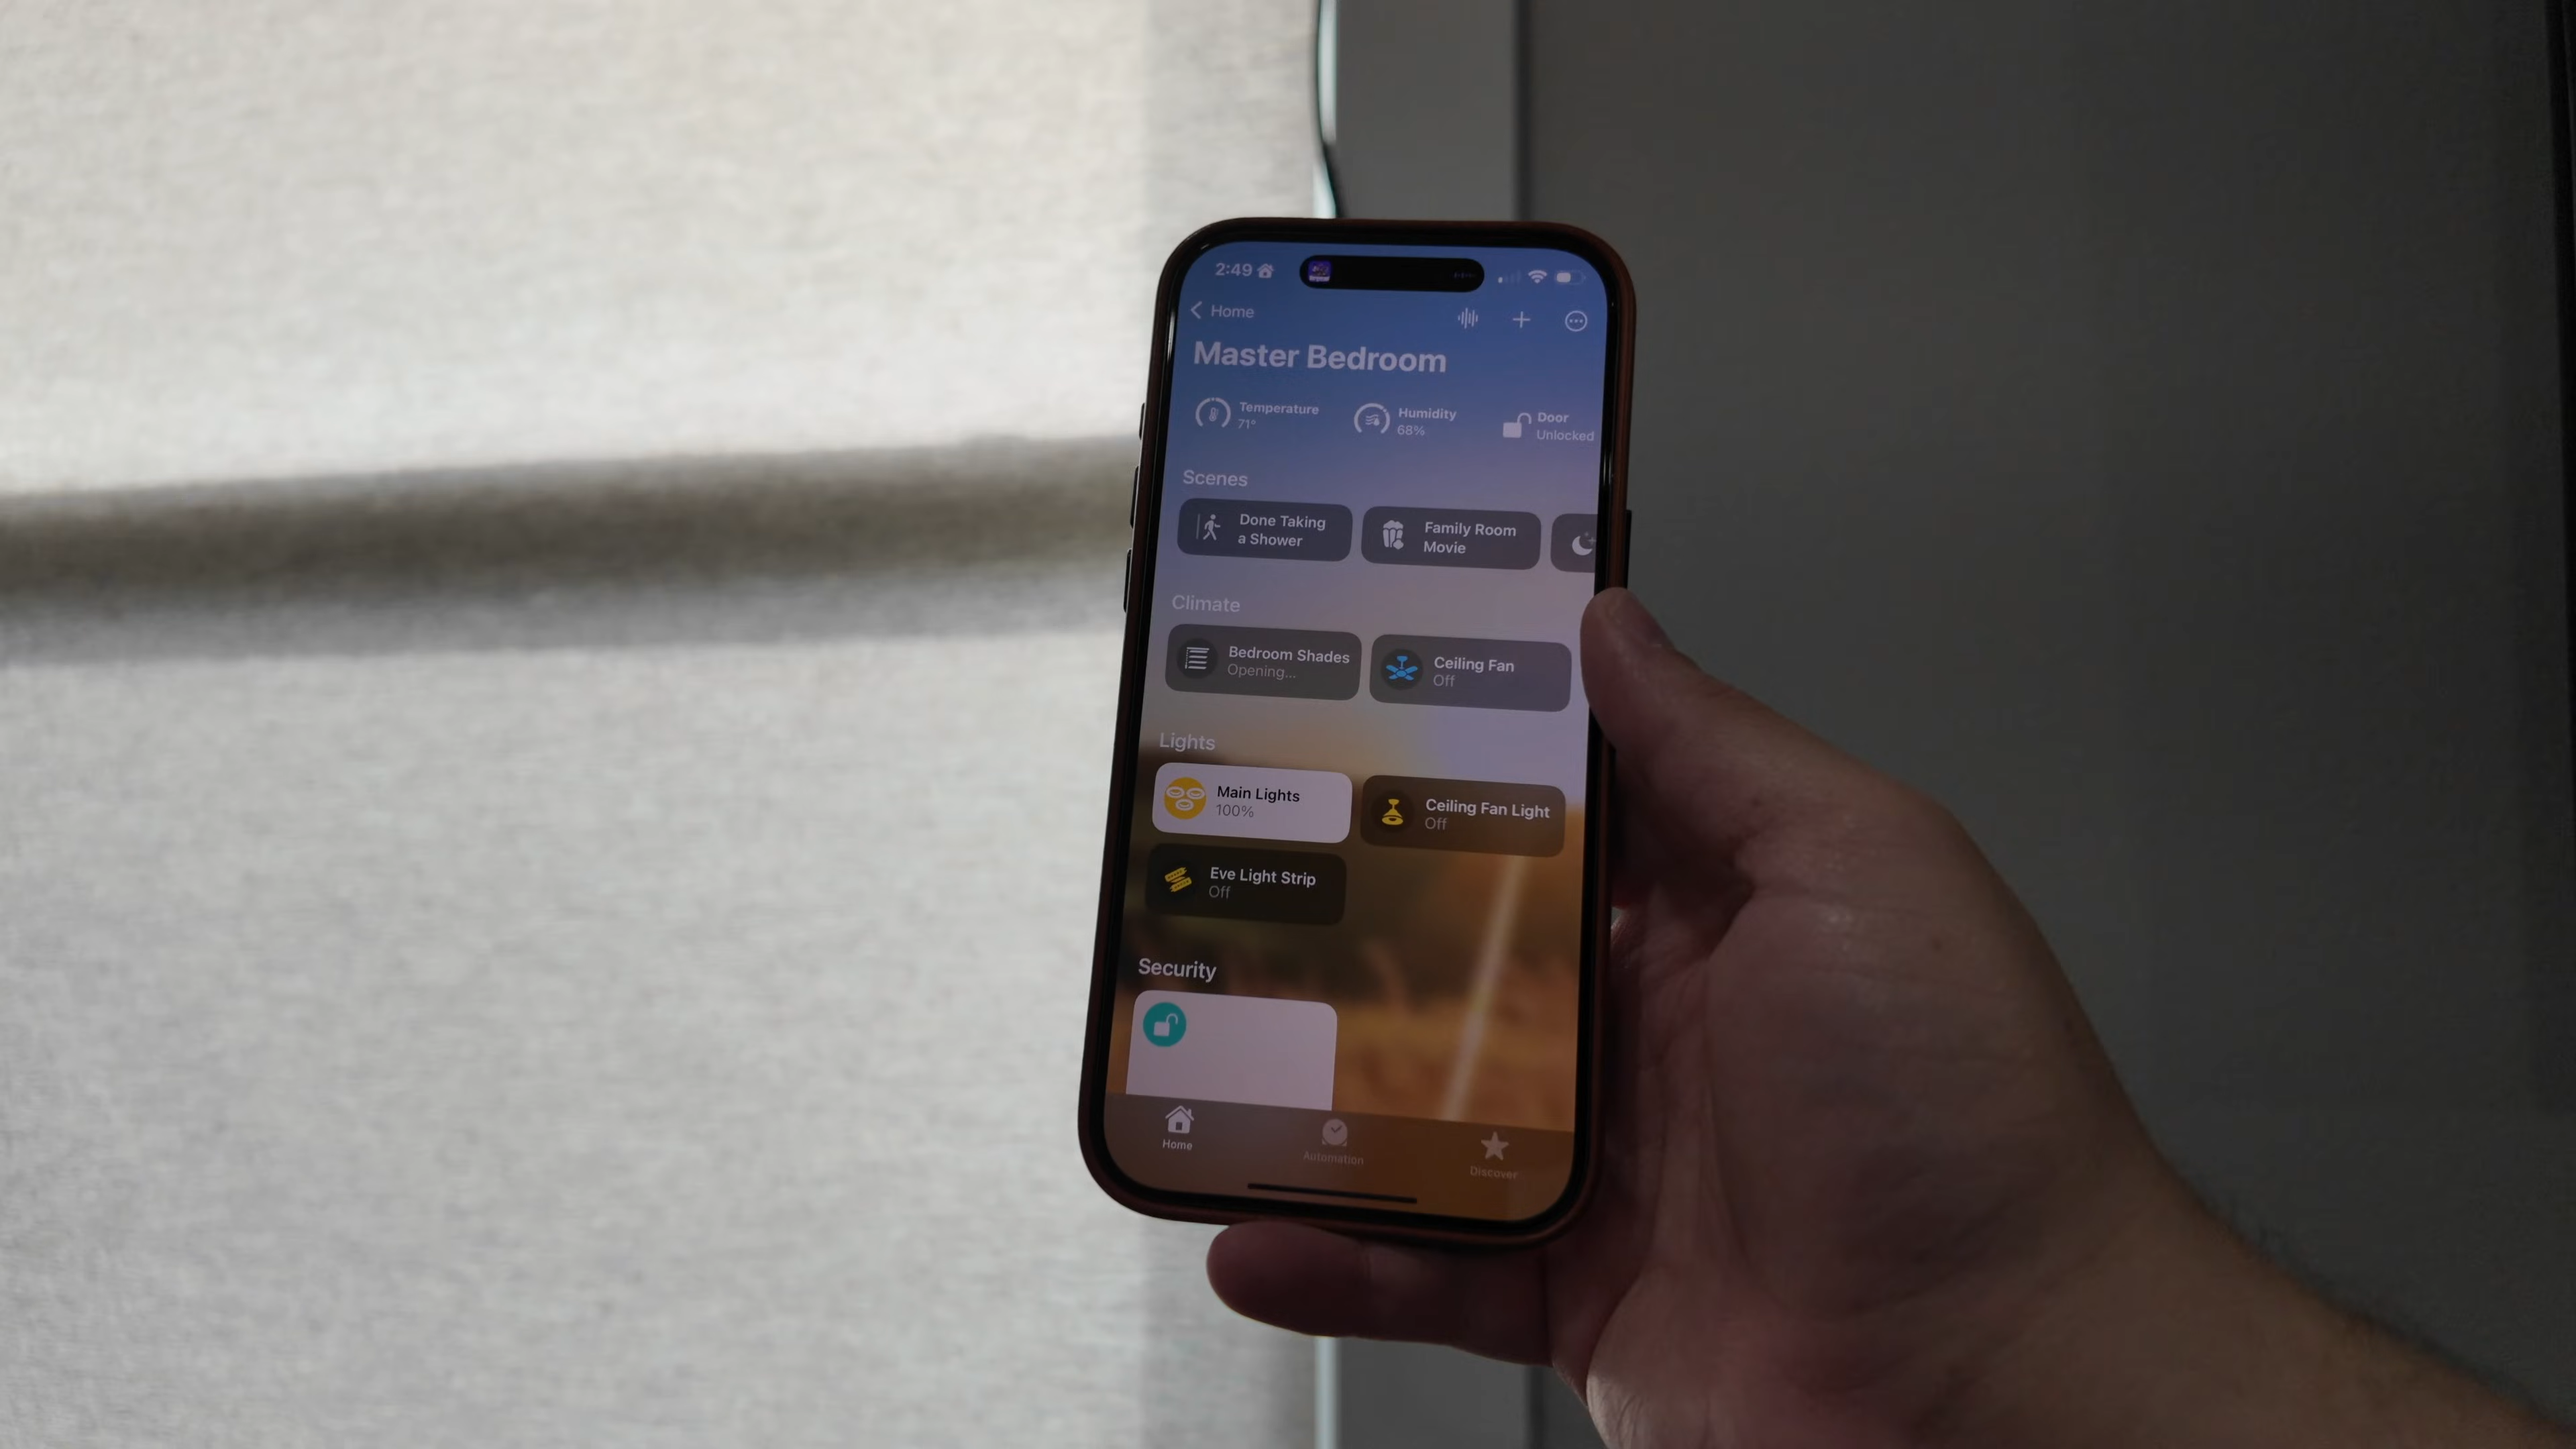 2:49
Home
Master Bedroom
Temperature
71°
Humidity
68%
Door
Unlocked
Scenes
Done Taking
a Shower
Family Room
Movie
Climate
Bedroom Shades
Opening...
Ceiling Fan
Off
Lights
Main Lights
100%
Ceiling Fan Light
Off
Eve Light Strip
Off
Security
Home
Automation
Discover